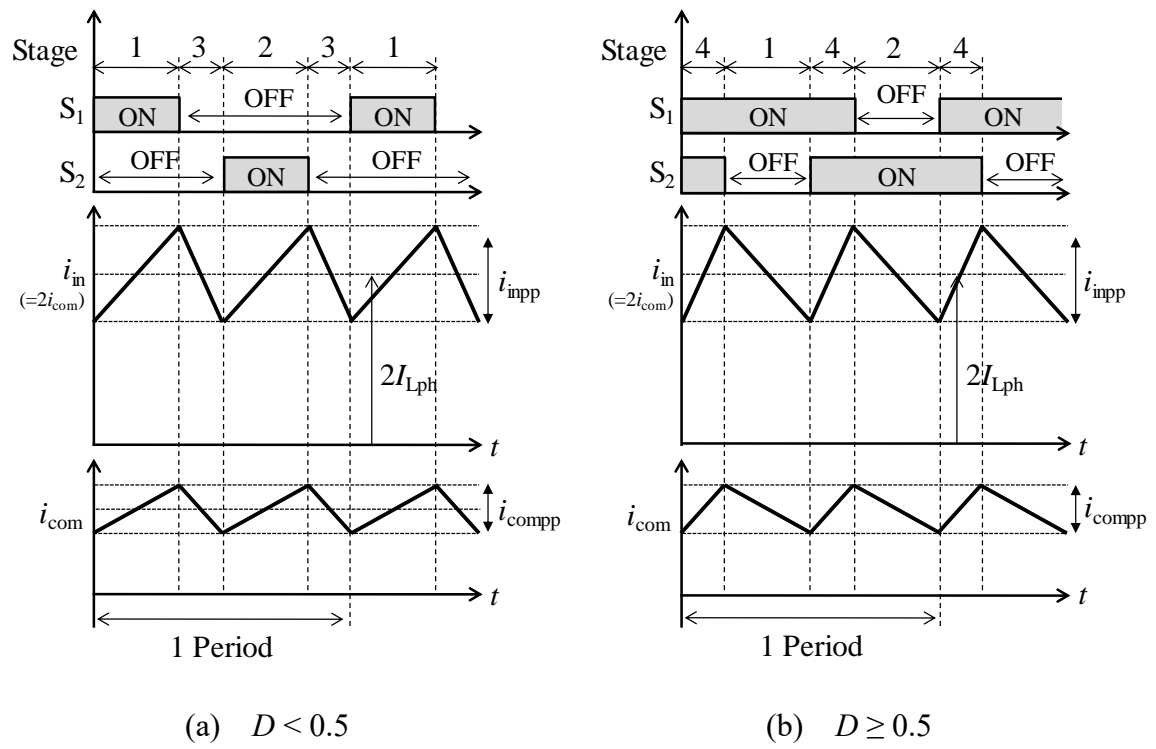 Stage 1 3 2 3 1
S1 ON OFF ON
S2 OFF ON OFF
iin
(=2icom)
iinpp
2ILph
t
icom
icompp
t
1 Period
(a) D < 0.5
Stage 4 1 4 2 4
S1 ON OFF ON
S2 OFF ON OFF
iin
(=2icom)
iinpp
2ILph
t
icom
icompp
t
1 Period
(b) D ≥ 0.5